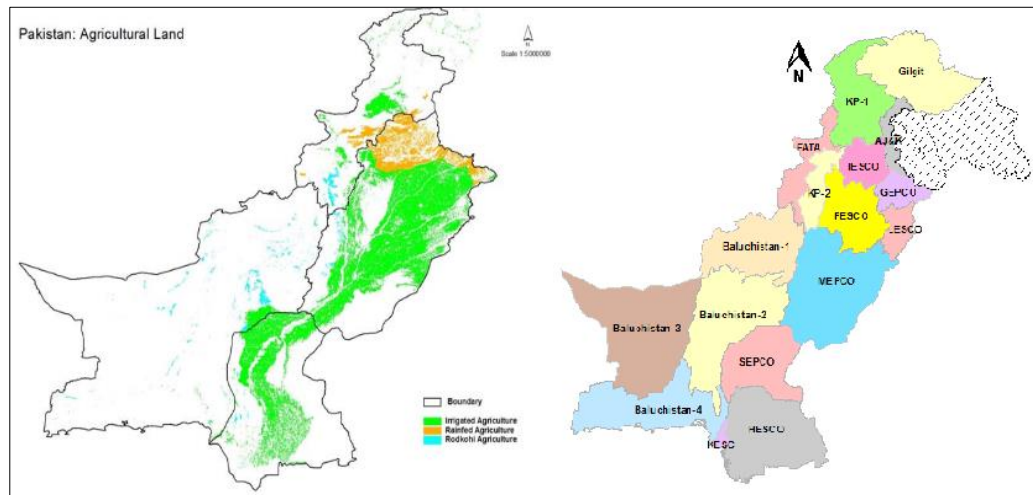 Pakistan: Agricultural Land
Scale 1:5000000
Boundary
Irrigated Agriculture
Rainfed Agriculture
Rodkohi Agriculture
N
Gilgit
KP-1
AJ&K
FATA
IESCO
GEPCO
KP-2
FESCO
LESCO
Baluchistan-1
MEPCO
Baluchistan-2
Baluchistan-3
SEPCO
Baluchistan-4
KESC
HESCO